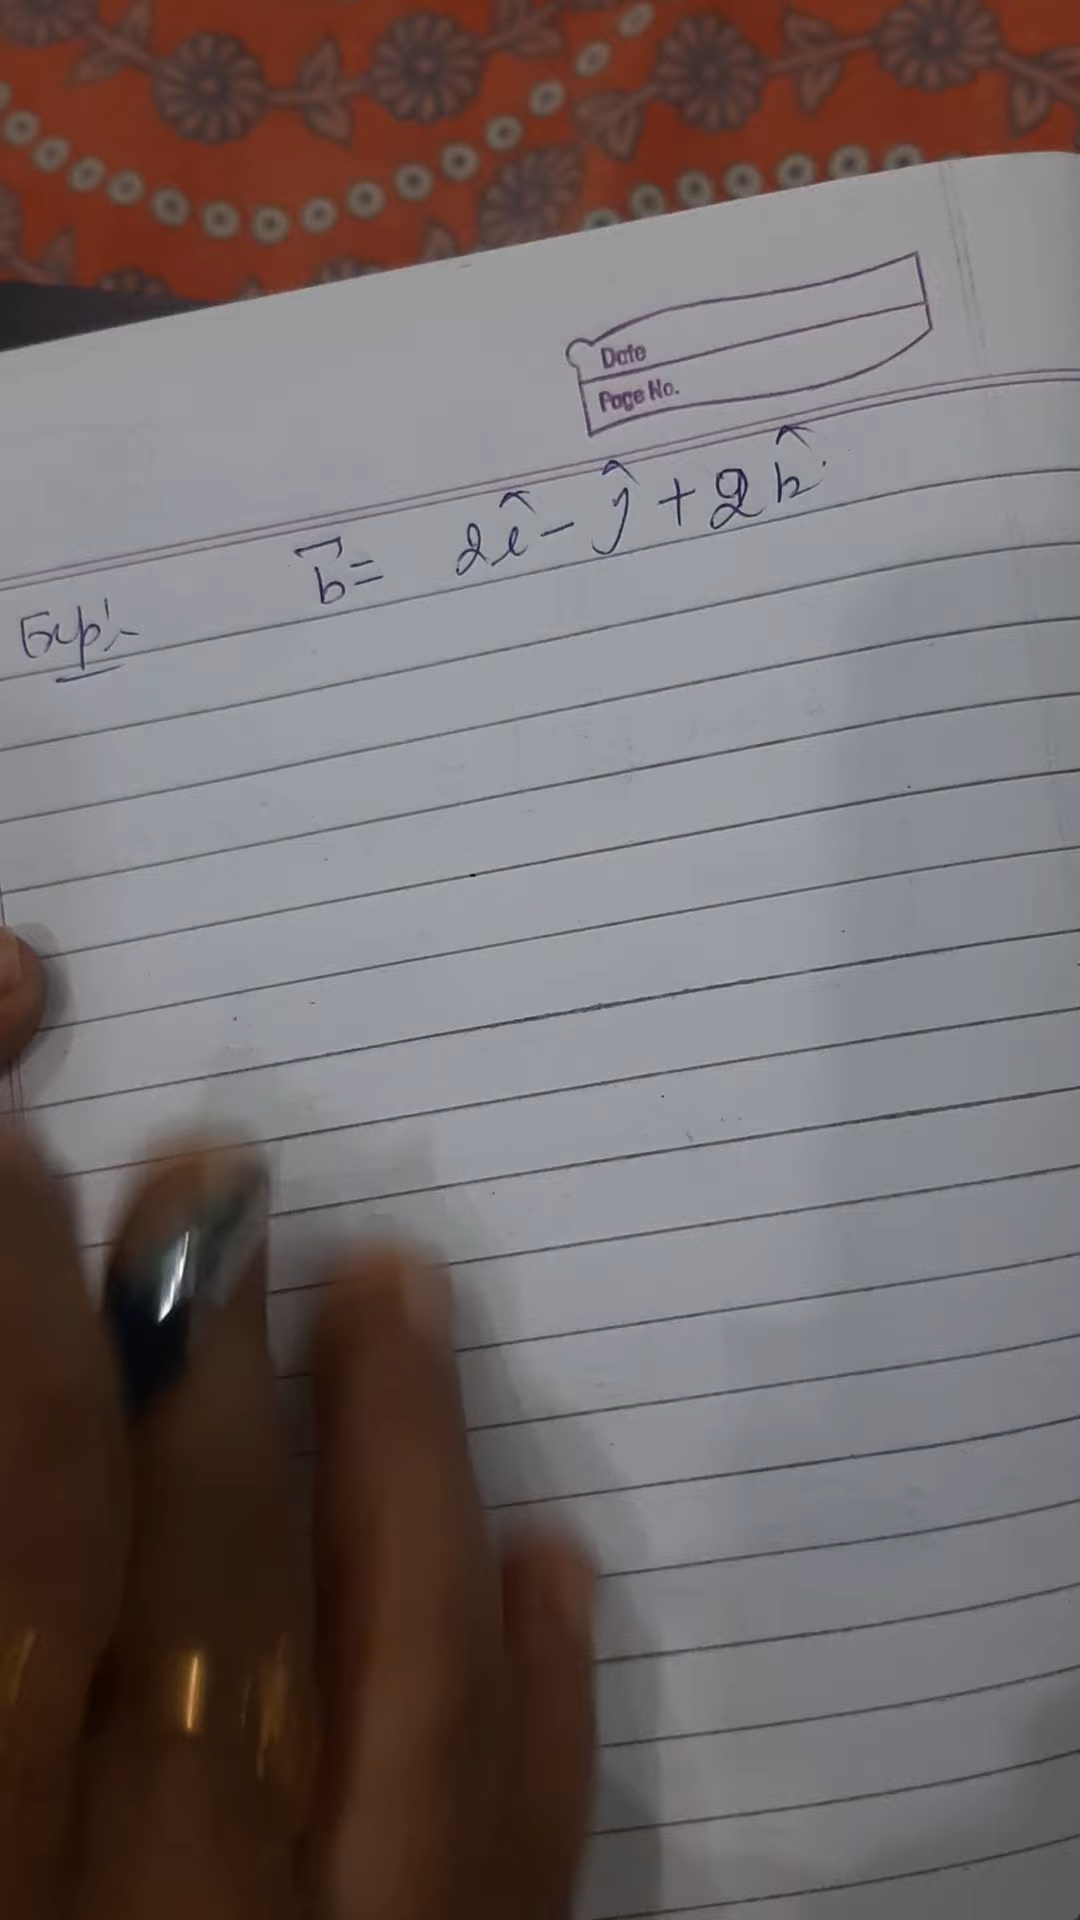 Date
Page No.
b⃗ = 2î - ĵ + 2k̂
Exp:-